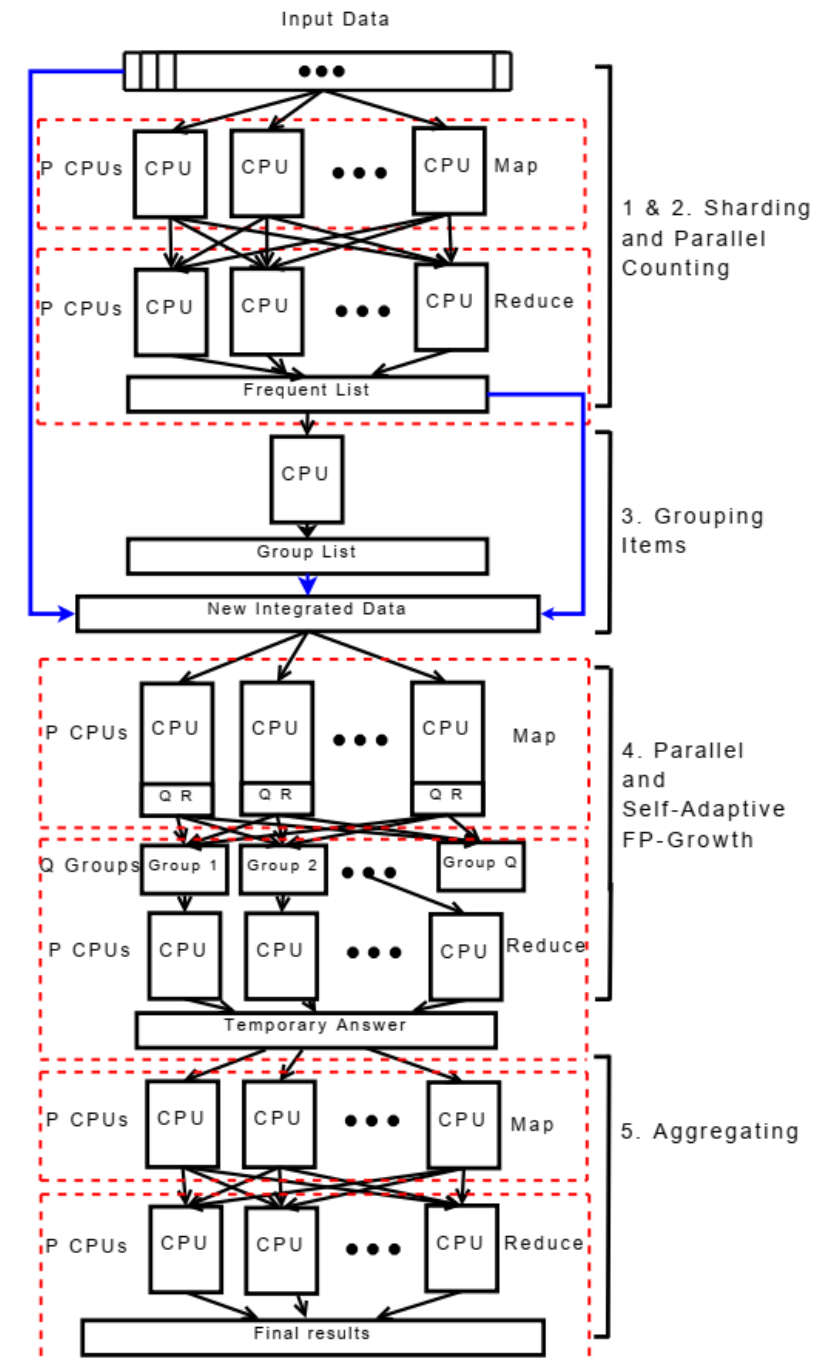 Input Data
P CPUs CPU CPU CPU Map
1 & 2. Sharding
and Parallel
Counting
P CPUs CPU CPU CPU Reduce
Frequent List
CPU
3. Grouping
Items
Group List
New Integrated Data
P CPUs CPU CPU CPU Map
Q R Q R Q R
4. Parallel
and
Self-Adaptive
FP-Growth
Q Groups Group 1 Group 2 Group Q
P CPUs CPU CPU CPU Reduce
Temporary Answer
P CPUs CPU CPU CPU Map
5. Aggregating
P CPUs CPU CPU CPU Reduce
Final results